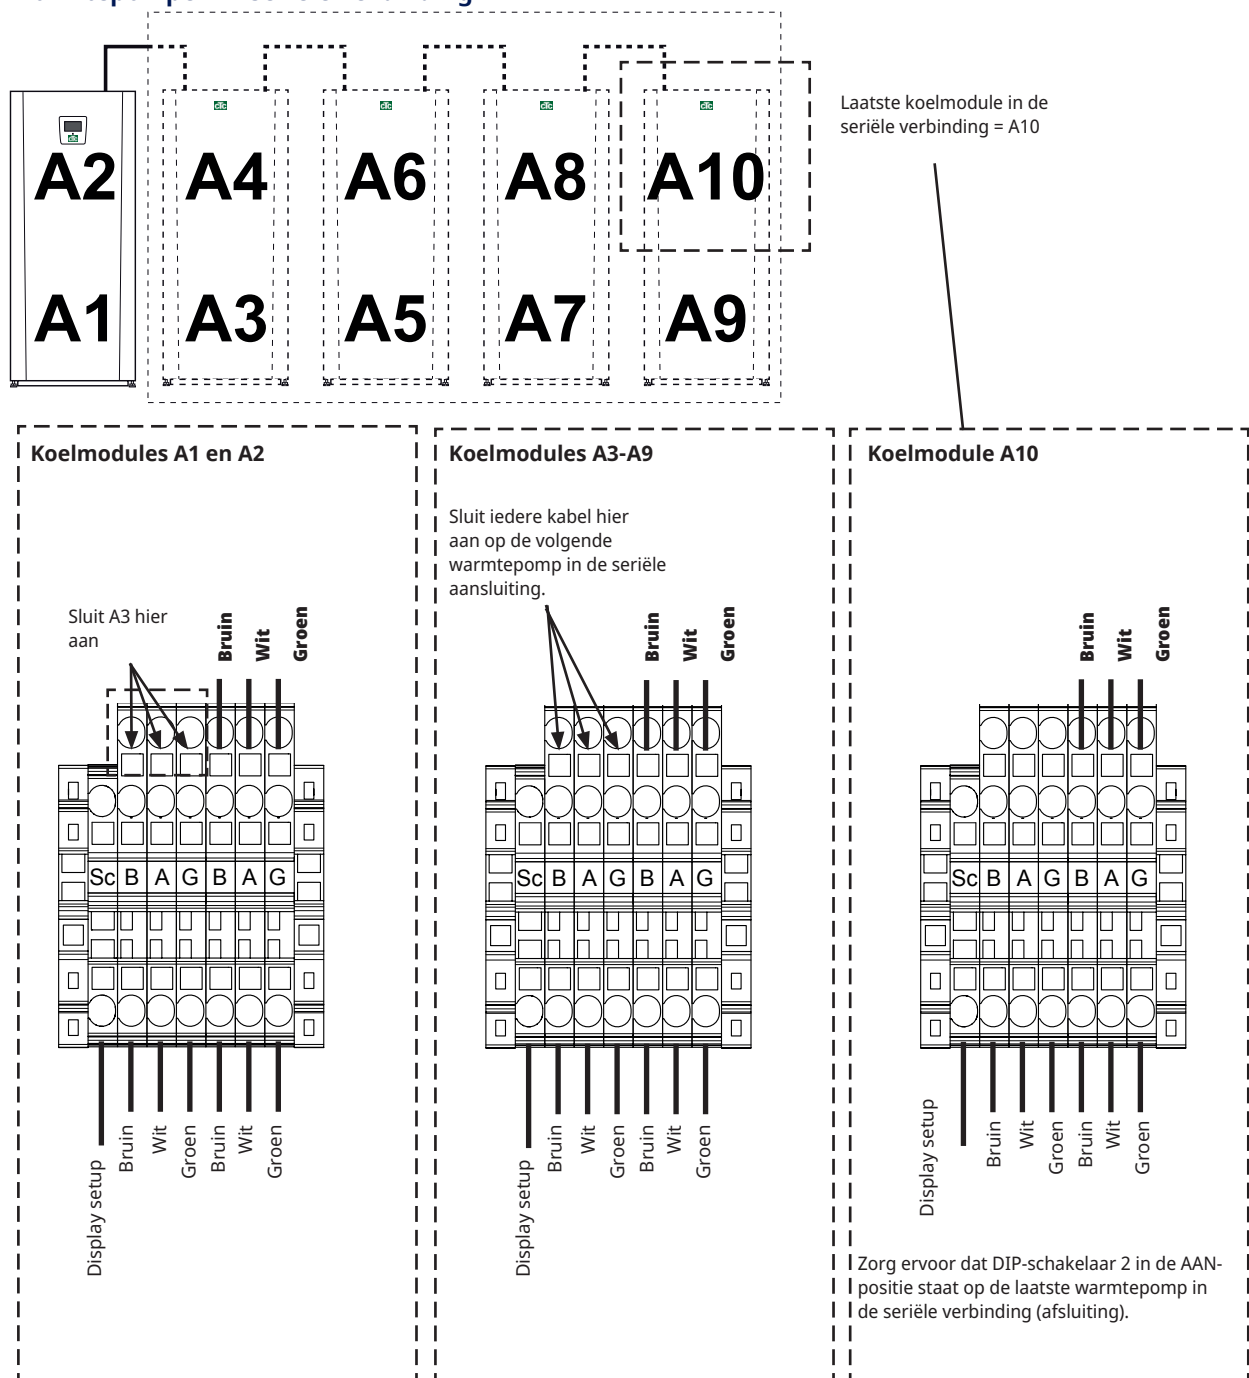 A2 A4 A6 A8 A10
A1 A3 A5 A7 A9
Laatste koelmodule in de
seriële verbinding = A10
Koelmodules A1 en A2
Sluit A3 hier
aan
Bruin
Wit
Groen
Sc B A G B A G
Display setup
Bruin
Wit
Groen
Bruin
Wit
Groen
Koelmodules A3-A9
Sluit iedere kabel hier
aan op de volgende
warmtepomp in de seriële
aansluiting.
Bruin
Wit
Groen
Sc B A G B A G
Display setup
Bruin
Wit
Groen
Bruin
Wit
Groen
Koelmodule A10
Bruin
Wit
Groen
Sc B A G B A G
Display setup
Bruin
Wit
Groen
Bruin
Wit
Groen
Zorg ervoor dat DIP-schakelaar 2 in de AAN-
positie staat op de laatste warmtepomp in
de seriële verbinding (afsluiting).